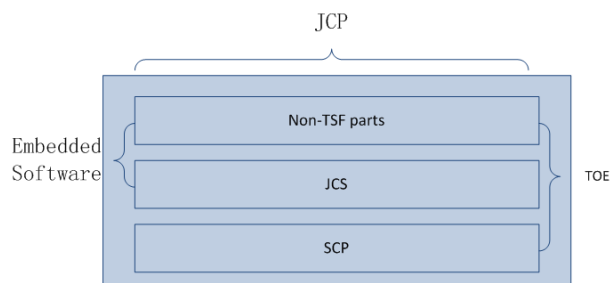 JCP
Non-TSF parts
Embedded
Software
JCS
TOE
SCP